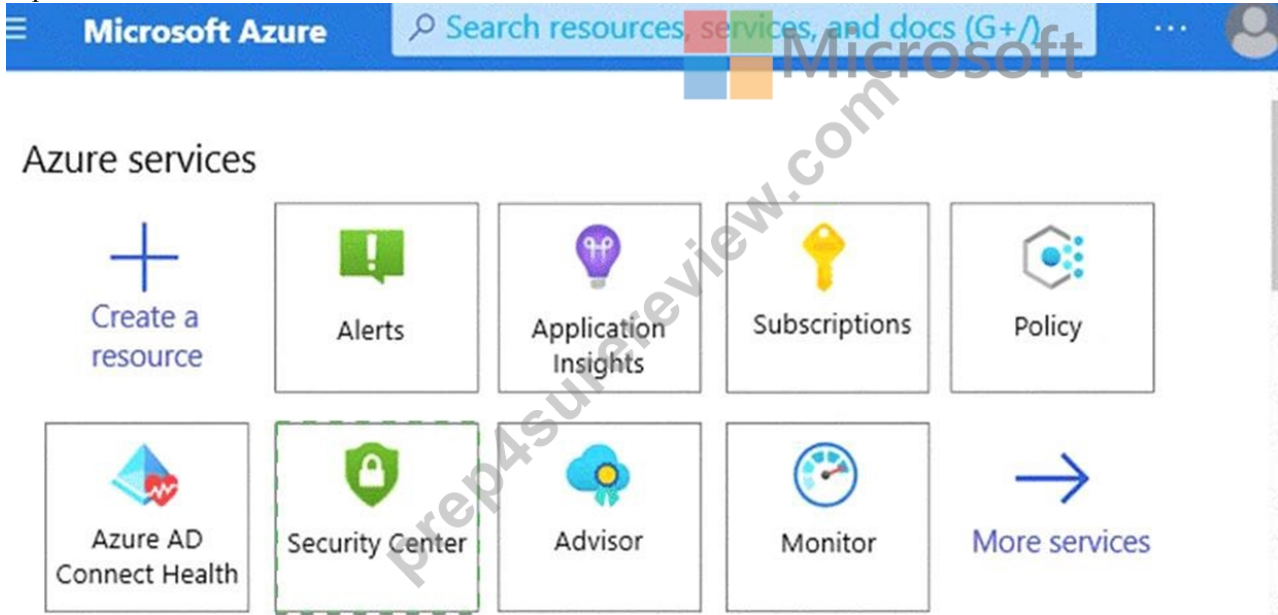 Microsoft Azure
Search resources, services, and docs (G+/)
...
Microsoft
Azure services
Create a
resource
Alerts
Application
Insights
Subscriptions
Policy
Azure AD
Connect Health
Security Center
Advisor
Monitor
More services
prep4surereview.com